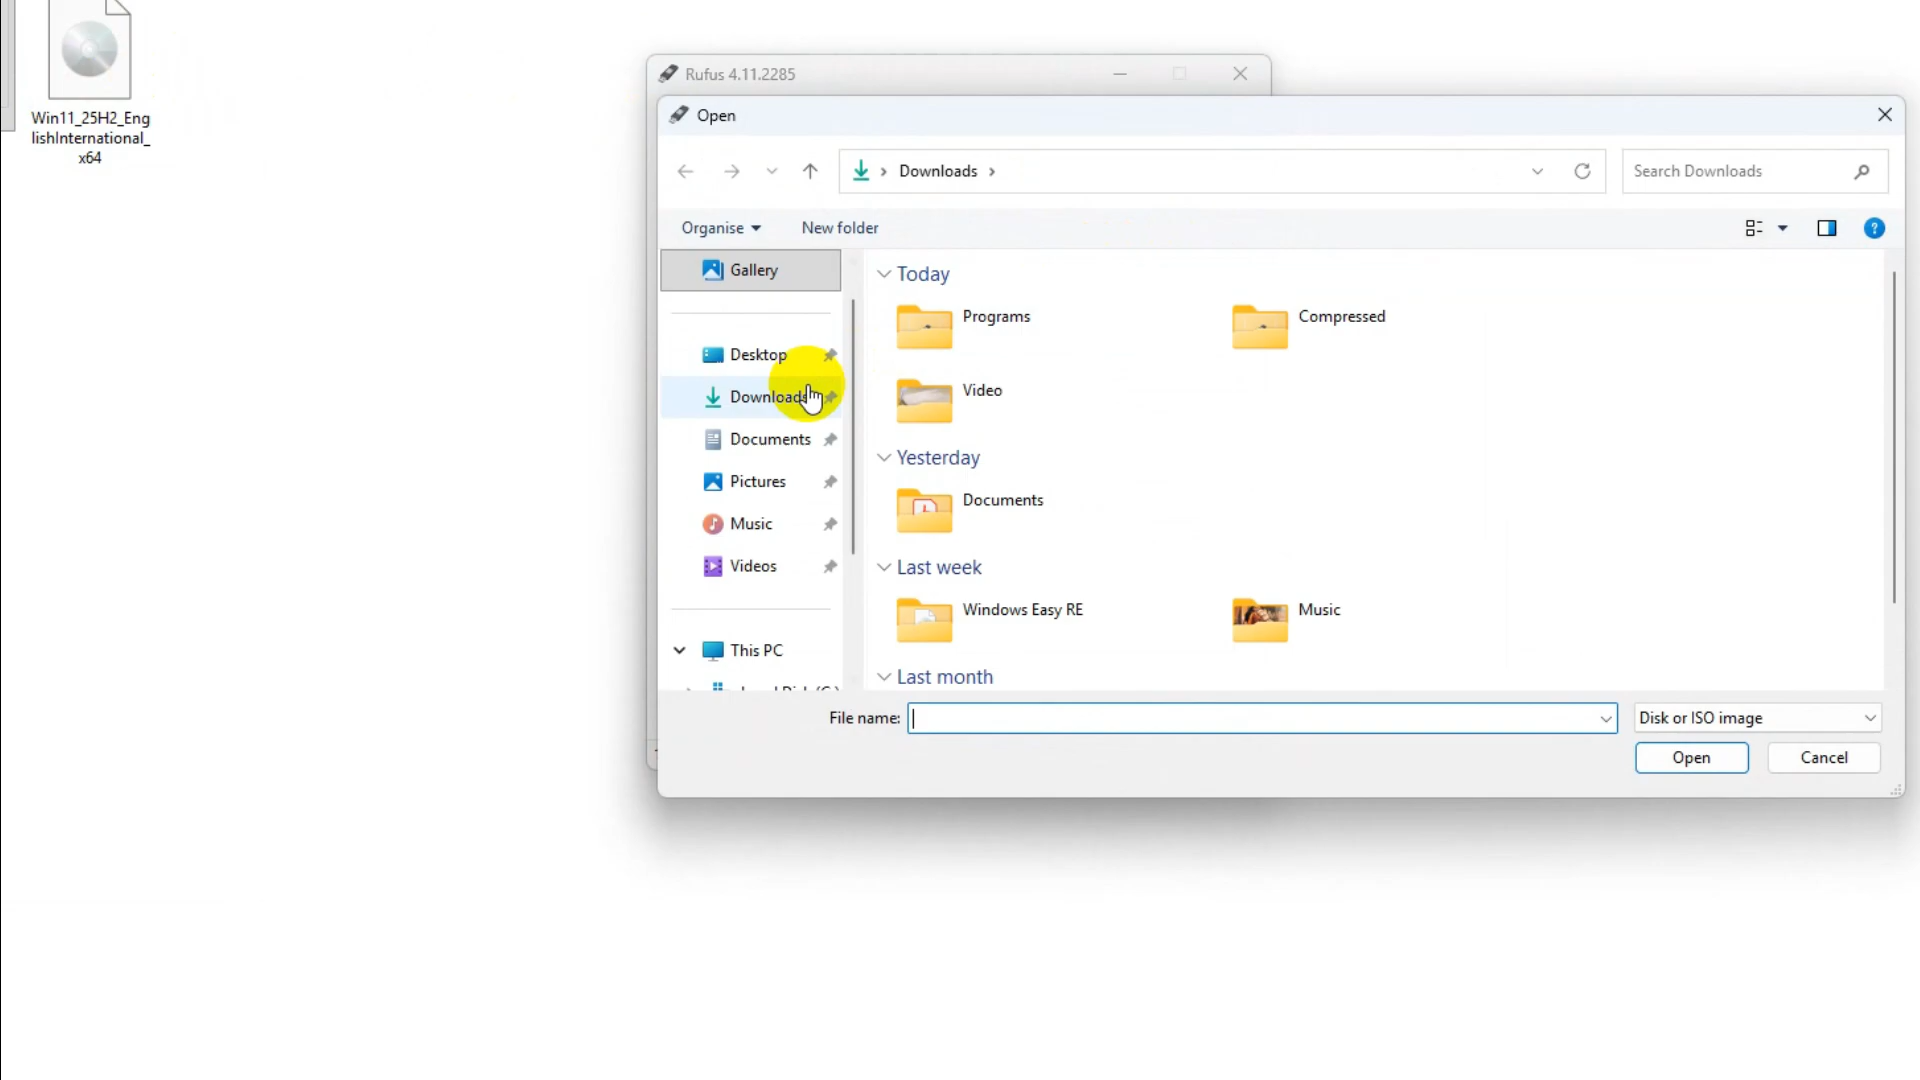 Win11_25H2_Eng
lishInternational_
x64
Rufus 4.11.2285
Open
Downloads
Search Downloads
Organise
New folder
Gallery
Desktop
Downloads
Documents
Pictures
Music
Videos
This PC
Today
Programs
Compressed
Video
Yesterday
Documents
Last week
Windows Easy RE
Music
Last month
File name:
Disk or ISO image
Open
Cancel